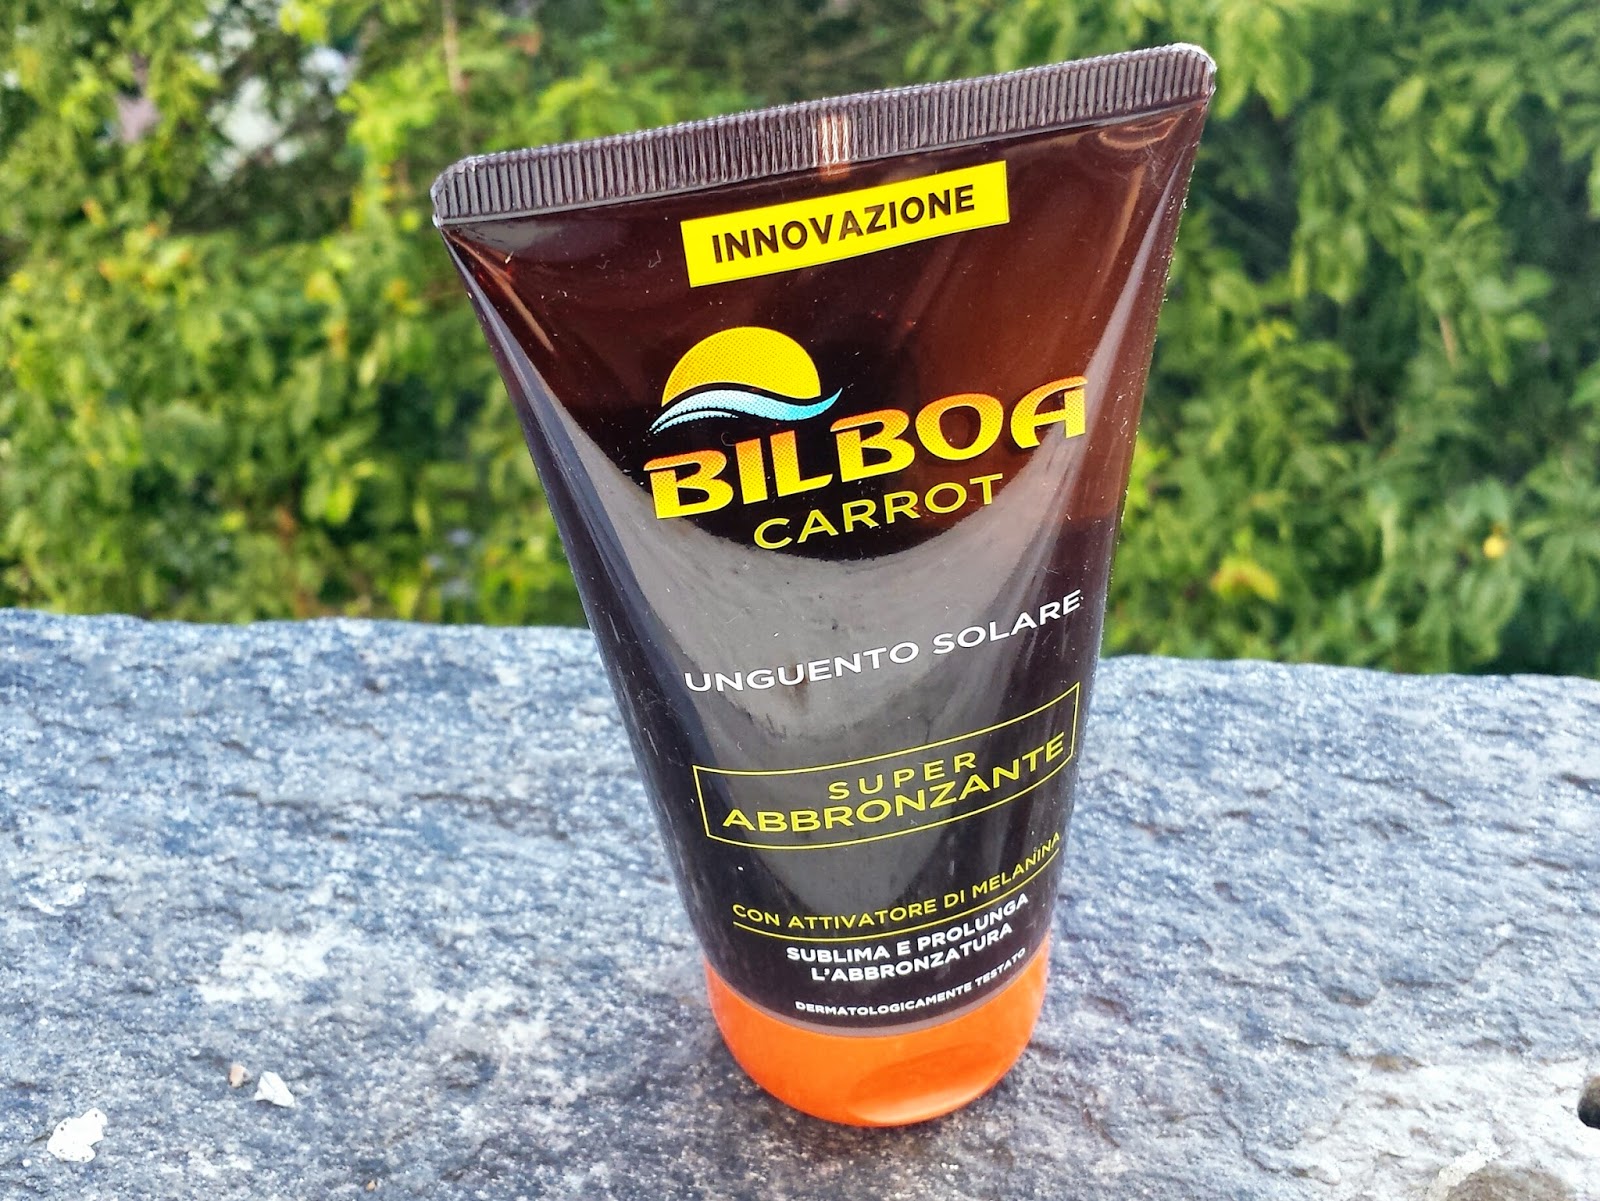 INNOVAZIONE
BILBOA
CARROT
UNGUENTO SOLARE
SUPER
ABBRONZANTE
CON ATTIVATORE DI MELANINA
SUBLIMA E PROLUNGA
L'ABBRONZATURA
DERMATOLOGICAMENTE TESTATO